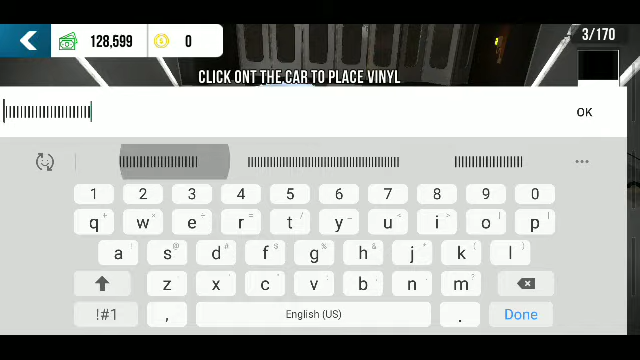 128,599
0
3/170
CLICK ONT THE CAR TO PLACE VINYL
OK
1 2 3 4 5 6 7 8 9 0
q w e r t y u i o p
a s d f g h j k l
z x c v b n m
!#1 , English (US) . Done